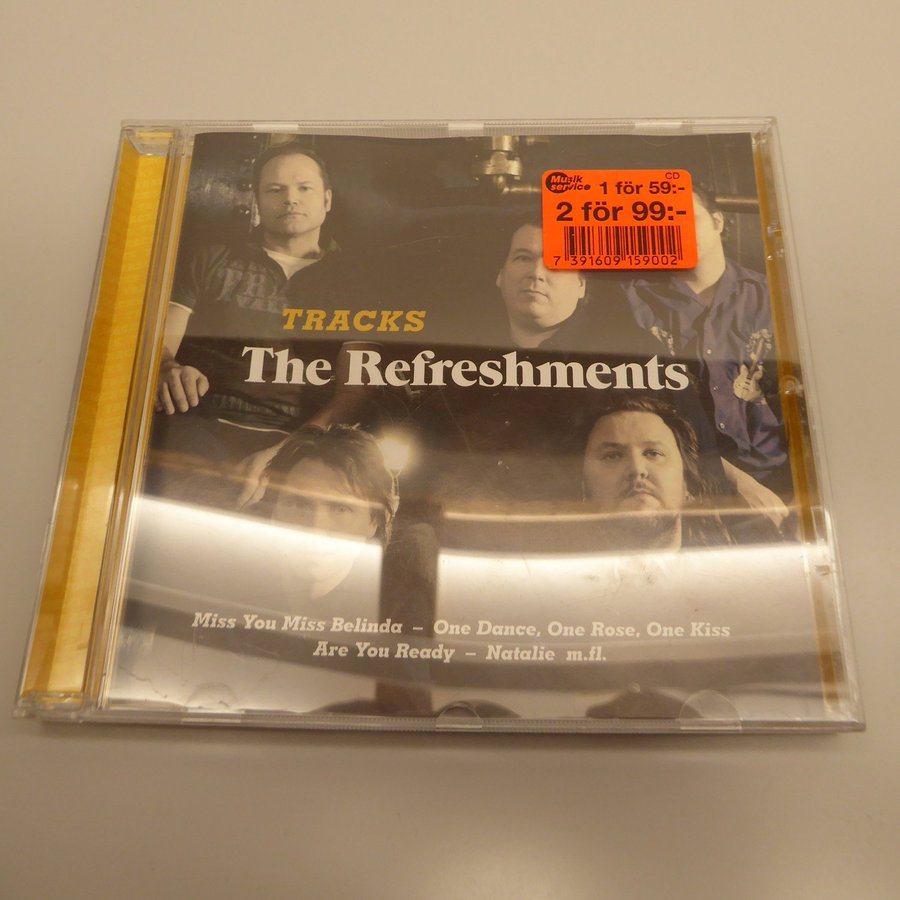 CD
Musik service 1 för 59:-
2 för 99:-
7 391609 159002
TRACKS
The Refreshments
Miss You Miss Belinda – One Dance, One Rose, One Kiss
Are You Ready – Natalie m.fl.